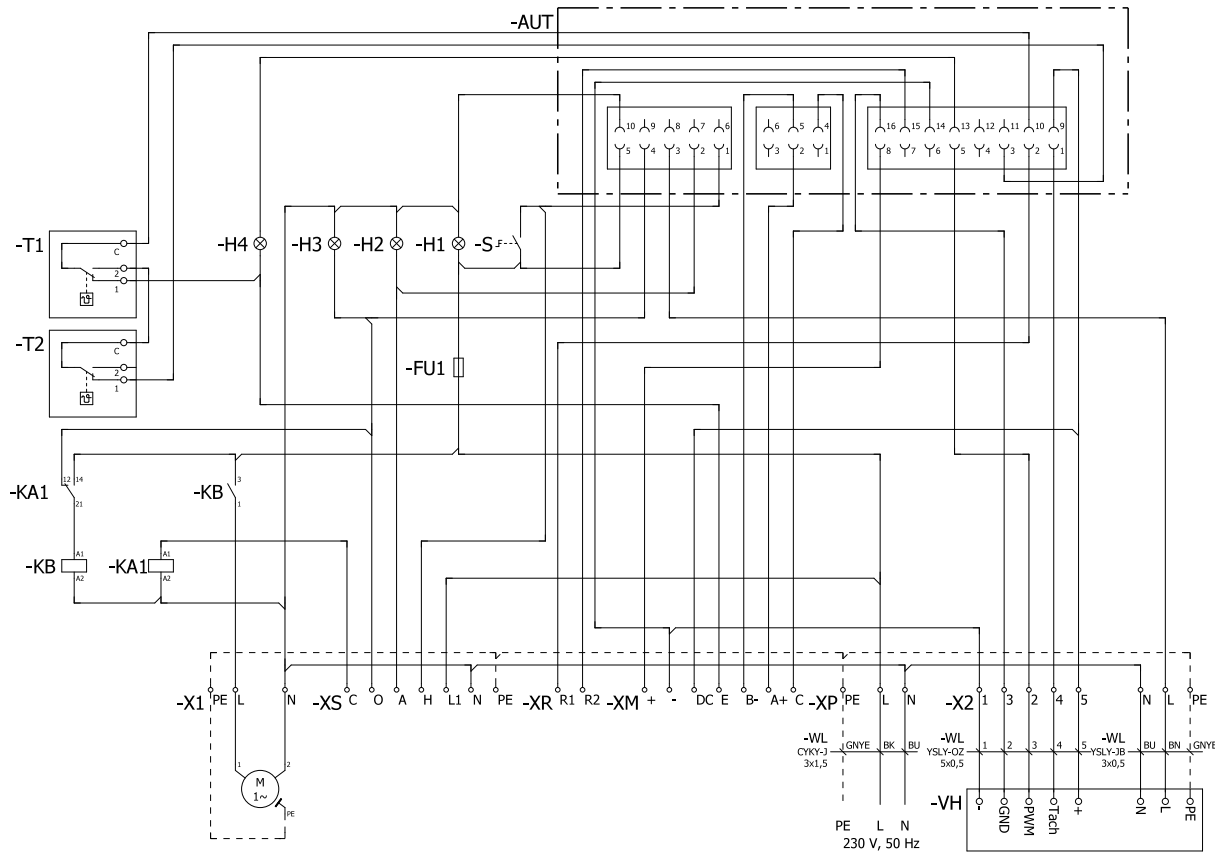 -AUT
10 9 8 7 6
5 4 3 2 1
6 5 4
3 2 1
16 15 14 13 12 11 10 9
8 7 6 5 4 3 2 1
-T1
C
2
1
-H4
-H3
-H2
-H1
-S
-T2
C
2
1
-FU1
-KA1
12 14
21
-KB
3
1
-KB
A1
A2
-KA1
A1
A2
-X1 PE L N
-XS C O A H L1 N PE
-XR R1 R2
-XM + - DC E B- A+ C
-XP PE L N
-X2 1 3 2 4 5 N L PE
-WL
CYKY-J
3x1,5
GNYE BK BU
-WL
YSLY-OZ
5x0,5
1 2 3 4 5
-WL
YSLY-JB
3x0,5
BU BN GNYE
1 2
M
1~
PE
-VH
- GND PWM Tach + N L PE
PE L N
230 V, 50 Hz